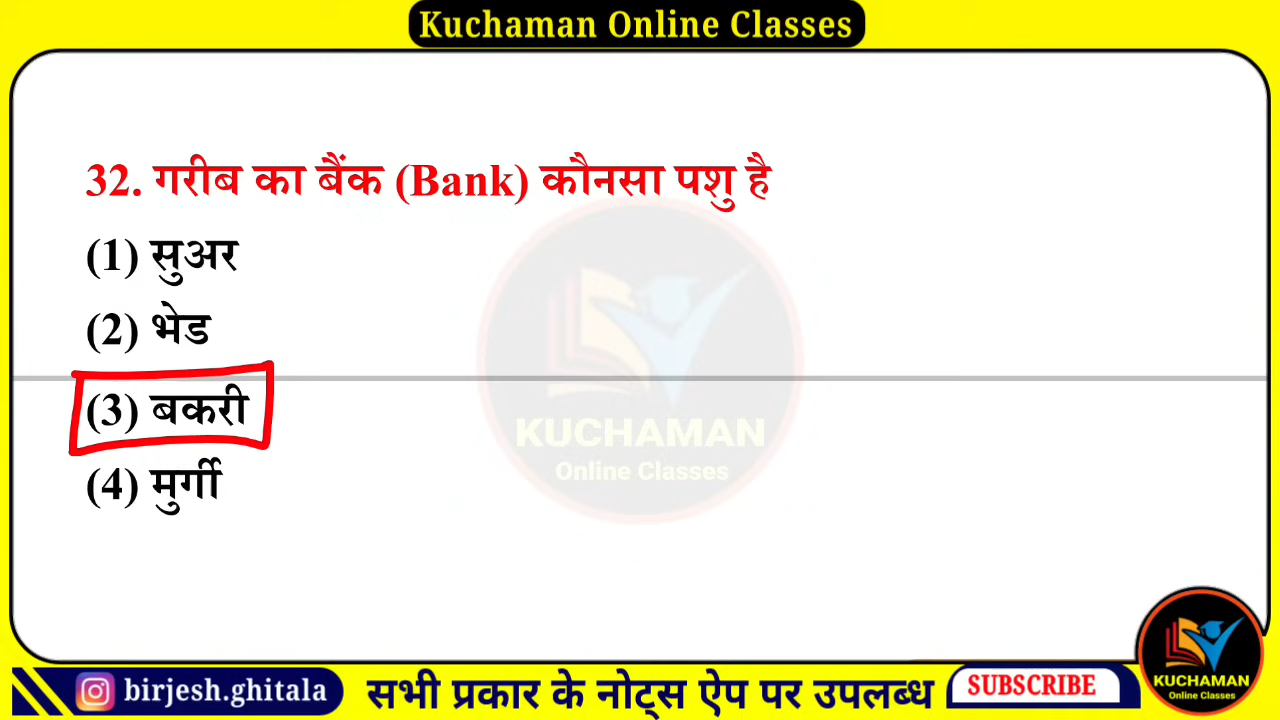 Kuchaman Online Classes
32. गरीब का बैंक (Bank) कौनसा पशु है
(1) सुअर
(2) भेड
(3) बकरी
(4) मुर्गी
KUCHAMAN
Online Classes
KUCHAMAN
Online Classes
birjesh.ghitala
सभी प्रकार के नोट्स ऐप पर उपलब्ध
SUBSCRIBE